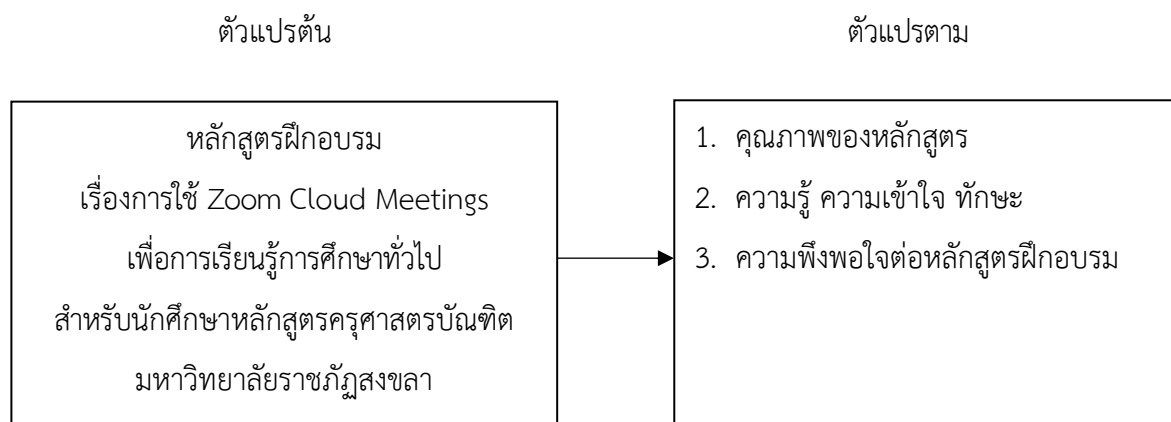 ตัวแปรต้น
ตัวแปรตาม
หลักสูตรฝึกอบรม
เรื่องการใช้ Zoom Cloud Meetings
เพื่อการเรียนรู้การศึกษาทั่วไป
สำหรับนักศึกษาหลักสูตรครุศาสตรบัณฑิต
มหาวิทยาลัยราชภัฏสงขลา
1. คุณภาพของหลักสูตร
2. ความรู้ ความเข้าใจ ทักษะ
3. ความพึงพอใจต่อหลักสูตรฝึกอบรม